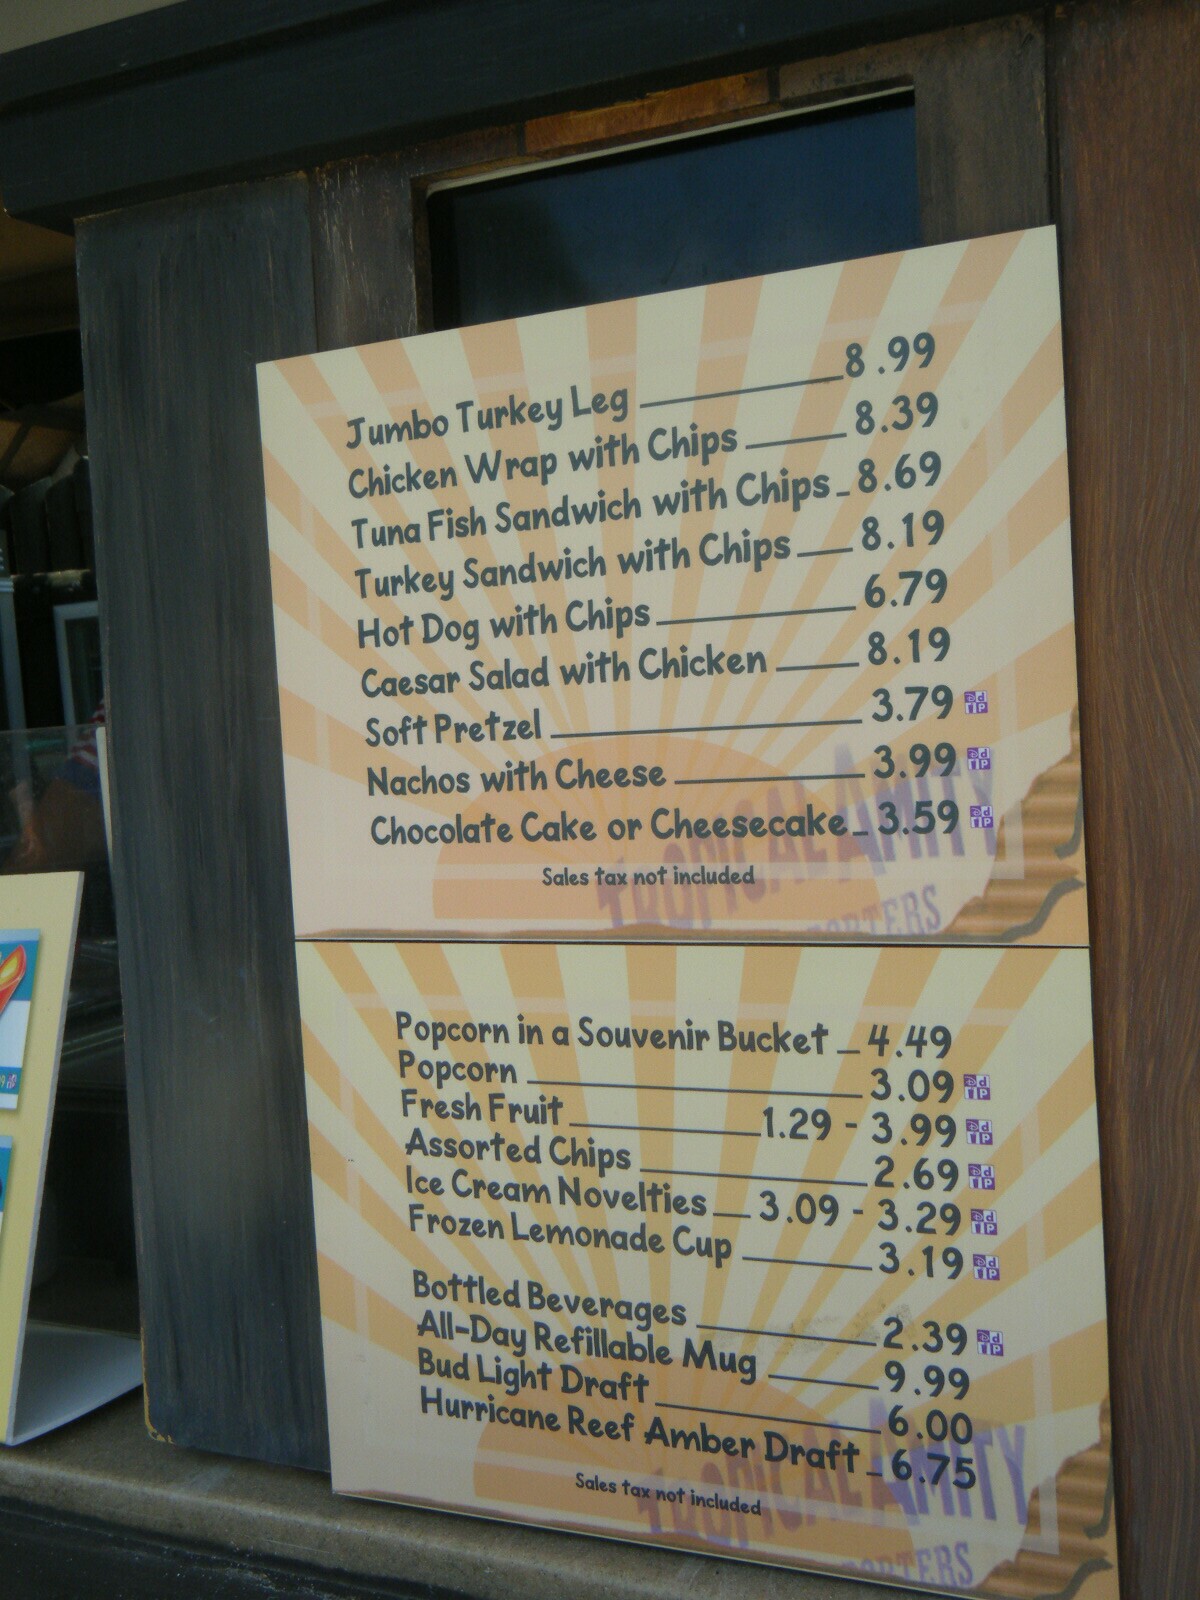 Jumbo Turkey Leg 8.99
Chicken Wrap with Chips 8.39
Tuna Fish Sandwich with Chips 8.69
Turkey Sandwich with Chips 8.19
Hot Dog with Chips 6.79
Caesar Salad with Chicken 8.19
Soft Pretzel 3.79
Nachos with Cheese 3.99
Chocolate Cake or Cheesecake 3.59
Sales tax not included
TROPICAL AMITY
Popcorn in a Souvenir Bucket 4.49
Popcorn 3.09
Fresh Fruit 1.29 - 3.99
Assorted Chips 2.69
Ice Cream Novelties 3.09 - 3.29
Frozen Lemonade Cup 3.19
Bottled Beverages 2.39
All-Day Refillable Mug 9.99
Bud Light Draft 6.00
Hurricane Reef Amber Draft 6.75
Sales tax not included
TROPICAL AMITY